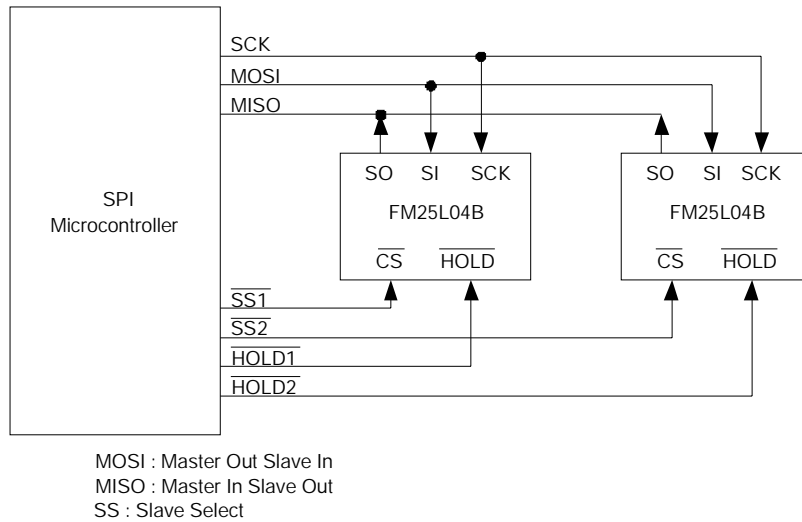 SCK
MOSI
MISO
SO SI SCK
SO SI SCK
SPI
Microcontroller
FM25L04B
FM25L04B
CS HOLD
CS HOLD
SS1
SS2
HOLD1
HOLD2
MOSI : Master Out Slave In
MISO : Master In Slave Out
SS : Slave Select